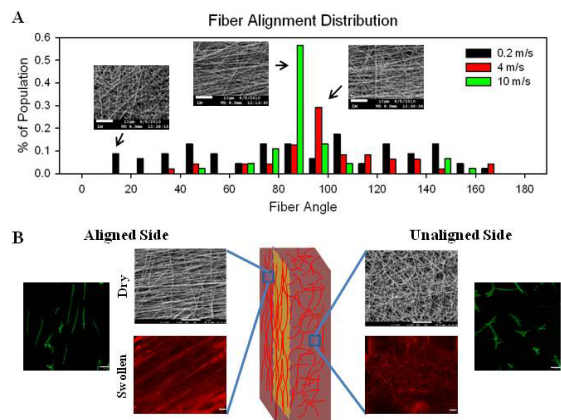 A
Fiber Alignment Distribution
0.6
0.5
0.4
0.3
0.2
0.1
0.0
% of Population
0.2 m/s
4 m/s
10 m/s
0 20 40 60 80 100 120 140 160 180
Fiber Angle
B
Aligned Side
Unaligned Side
Dry
Swollen